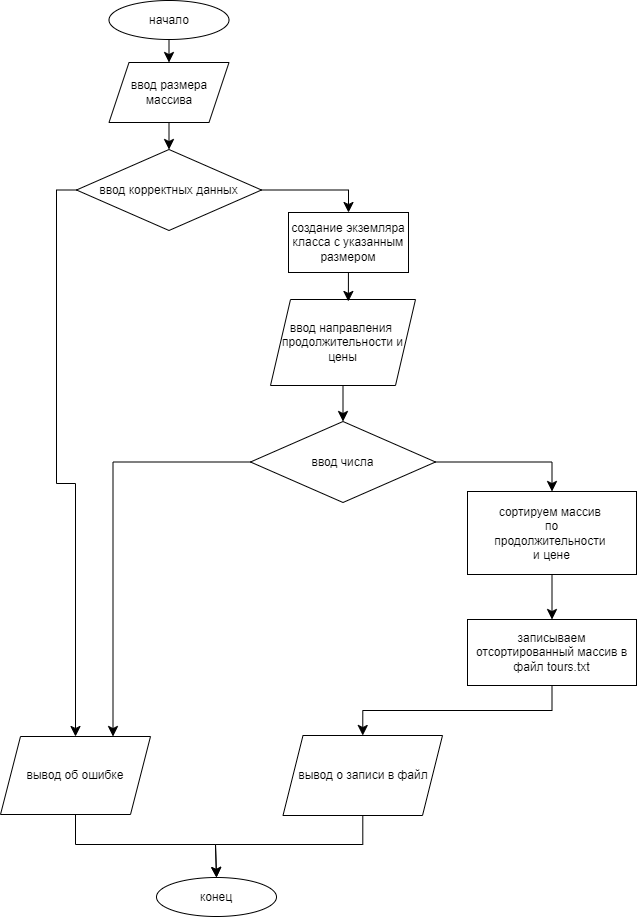 начало
ввод размера
массива
ввод корректных данных
создание экземляра
класса с указанным
размером
ввод направления
продолжительности и
цены
ввод числа
сортируем массив
по
продолжительности
и цене
записываем
отсортированный массив в
файл tours.txt
вывод об ошибке
вывод о записи в файл
конец